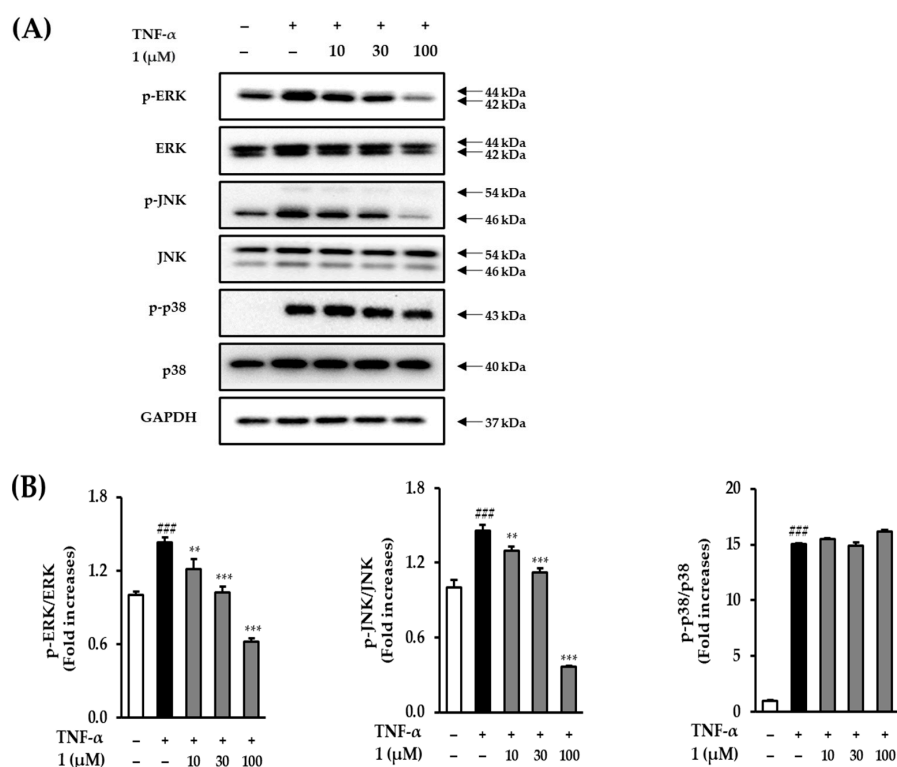 (A)
TNF-α – + + + +
1 (μM) – – 10 30 100
p-ERK 44 kDa
42 kDa
ERK 44 kDa
42 kDa
p-JNK 54 kDa
46 kDa
JNK 54 kDa
46 kDa
p-p38 43 kDa
p38 40 kDa
GAPDH 37 kDa
(B)
p-ERK/ERK
(Fold increases)
1.8
1.2
0.6
0.0
###
**
***
***
TNF-α – + + + +
1 (μM) – – 10 30 100
p-JNK/JNK
(Fold increases)
1.8
1.2
0.6
0.0
###
**
***
***
TNF-α – + + + +
1 (μM) – – 10 30 100
p-p38/p38
(Fold increases)
20
15
10
5
0
###
TNF-α – + + + +
1 (μM) – – 10 30 100